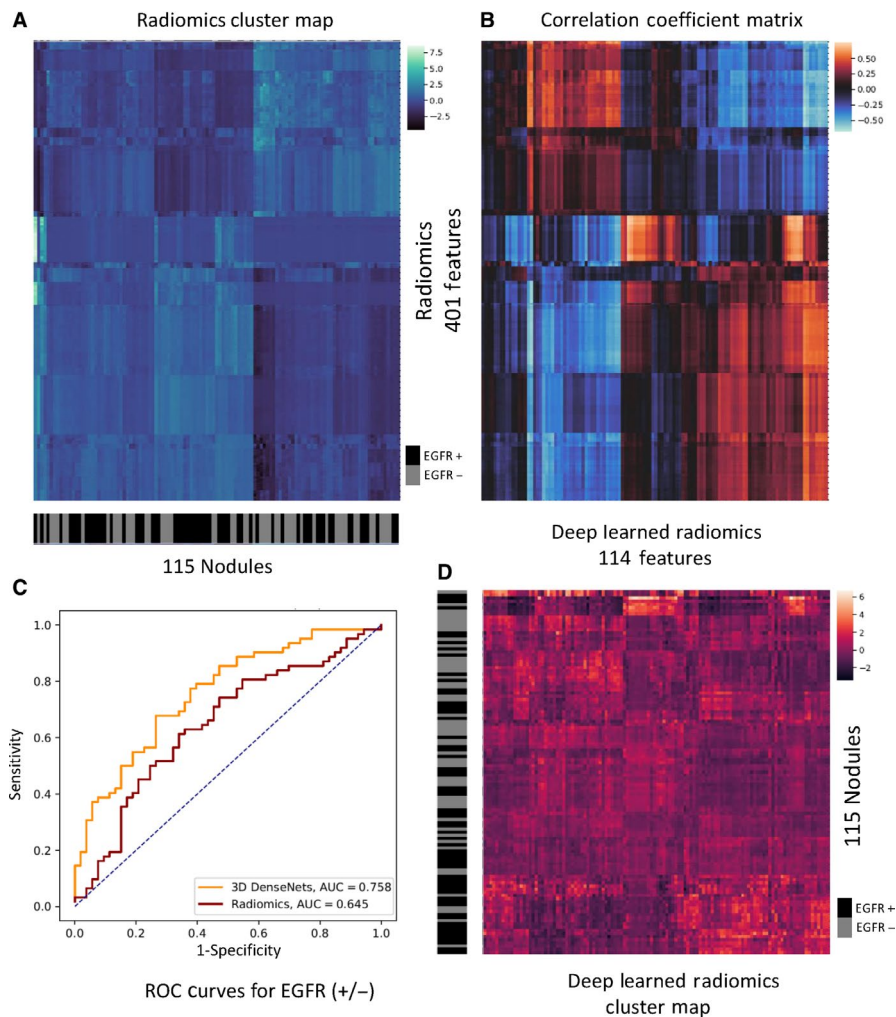 A
Radiomics cluster map
7.5
5.0
2.5
0.0
−2.5
Radiomics
401 features
EGFR +
EGFR −
115 Nodules
B
Correlation coefficient matrix
0.50
0.25
0.00
−0.25
−0.50
Deep learned radiomics
114 features
C
1.0
0.8
0.6
0.4
0.2
0.0
Sensitivity
3D DenseNets, AUC = 0.758
Radiomics, AUC = 0.645
0.0 0.2 0.4 0.6 0.8 1.0
1-Specificity
ROC curves for EGFR (+/−)
D
6
4
2
0
−2
115 Nodules
EGFR +
EGFR −
Deep learned radiomics
cluster map